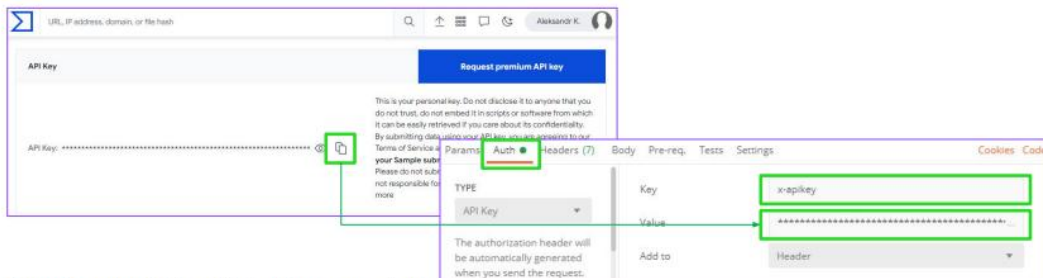 URL, IP address, domain, or file hash
Aleksandr K.
API Key
Request premium API key
This is your personal key. Do not disclose it to anyone that you
do not trust, do not embed it in scripts or software from which
it can be easily retrieved if you care about its confidentiality.
By submitting data using your API key, you are agreeing to our
Terms of Service a
your Sample subm
Please do not subm
not responsible for
more
API Key:
Params Auth Headers (7) Body Pre-req. Tests Settings Cookies Code
TYPE
API Key
The authorization header will
be automatically generated
when you send the request.
Key x-apikey
Value ********************************************...
Add to Header